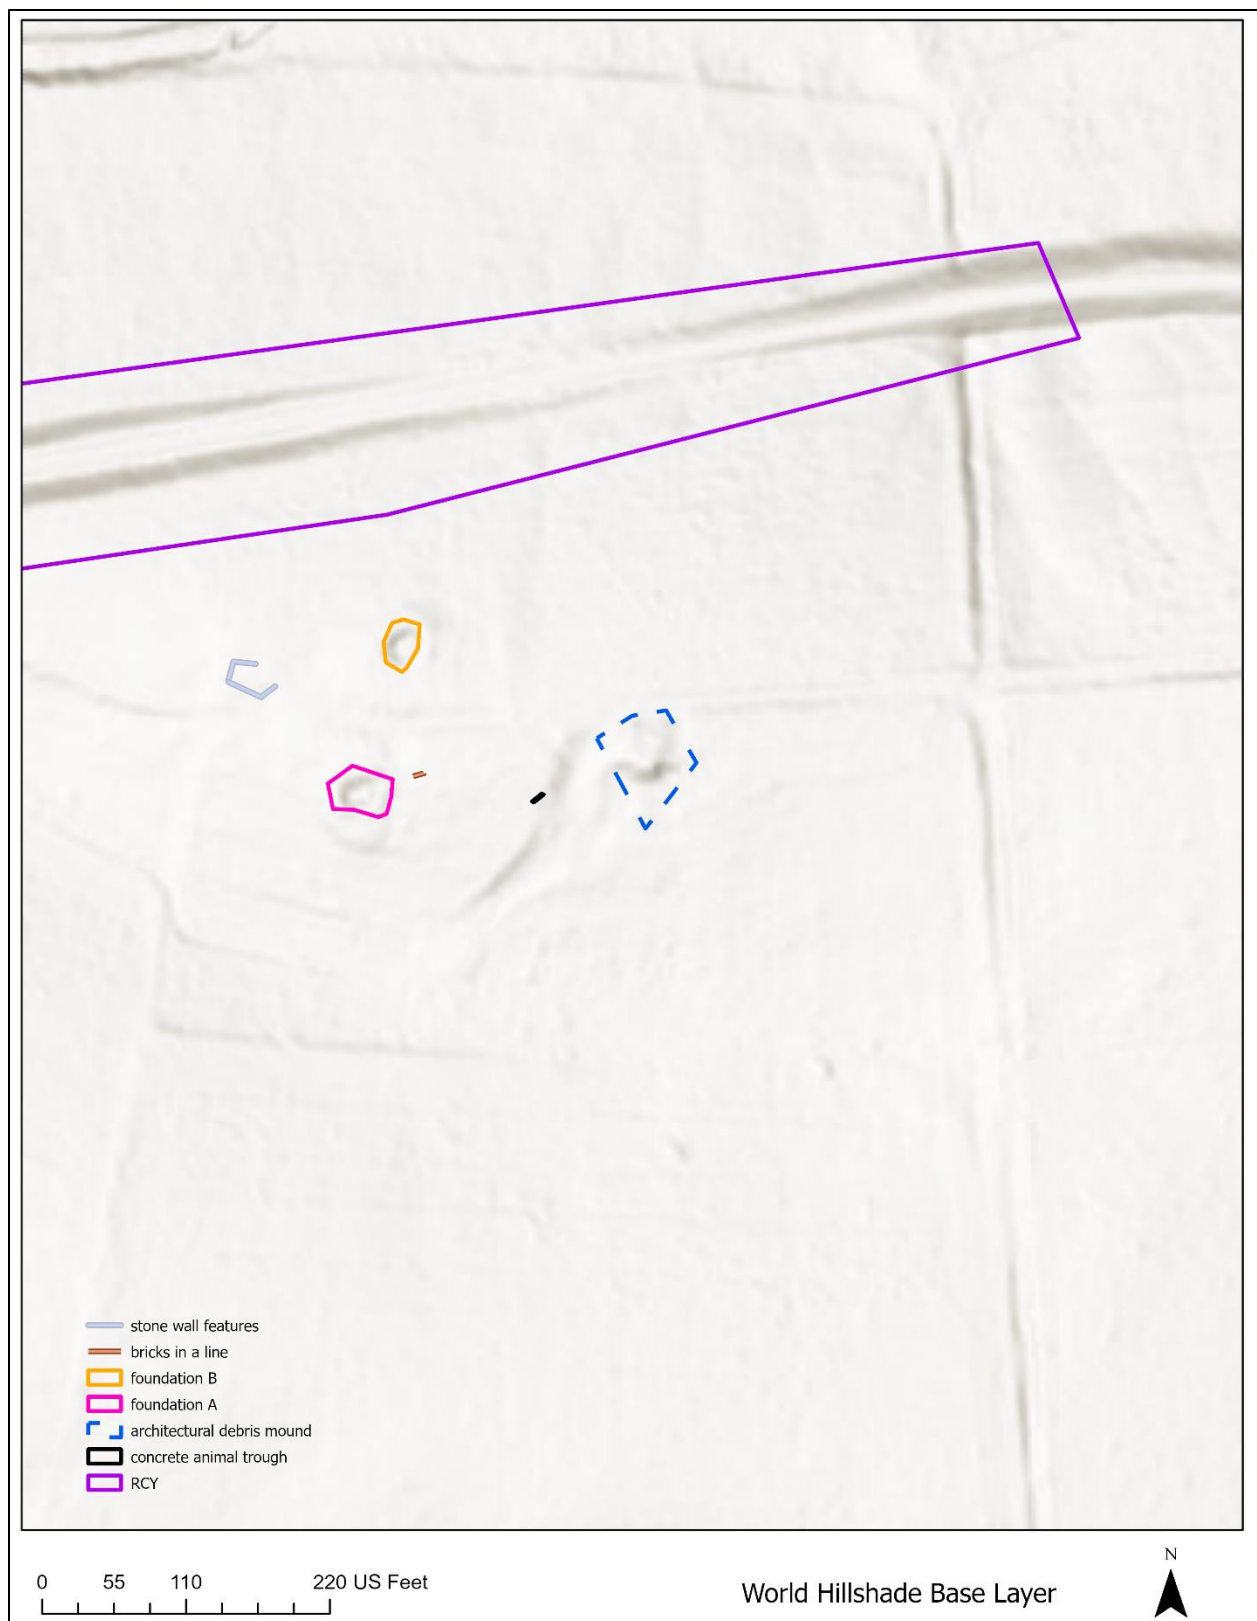 stone wall features
bricks in a line
foundation B
foundation A
architectural debris mound
concrete animal trough
RCY
0 55 110 220 US Feet
World Hillshade Base Layer
N